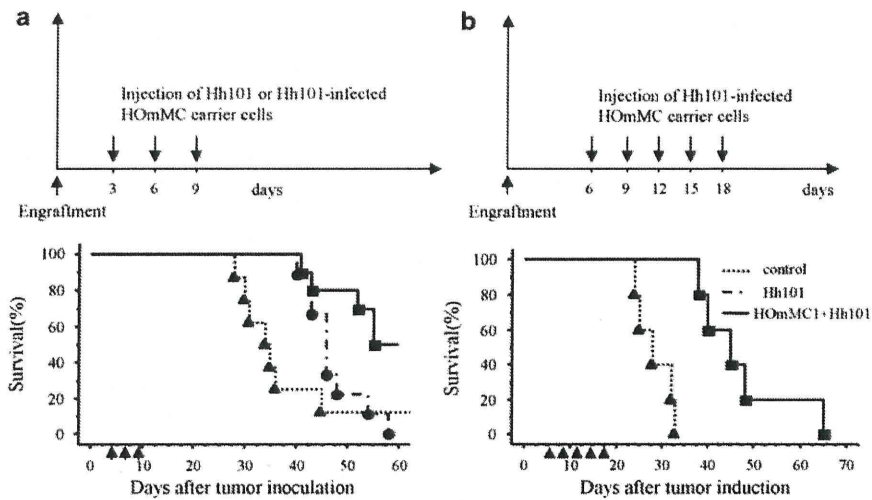 a
Injection of Hh101 or Hh101-infected
HOmMC carrier cells
3 6 9 days
Engraftment
100
80
60
40
20
0
Survival(%)
0 10 20 30 40 50 60
Days after tumor inoculation
b
Injection of Hh101-infected
HOmMC carrier cells
6 9 12 15 18 days
Engraftment
100
80
60
40
20
0
Survival(%)
control
Hh101
HOmMC1+Hh101
0 10 20 30 40 50 60 70
Days after tumor induction